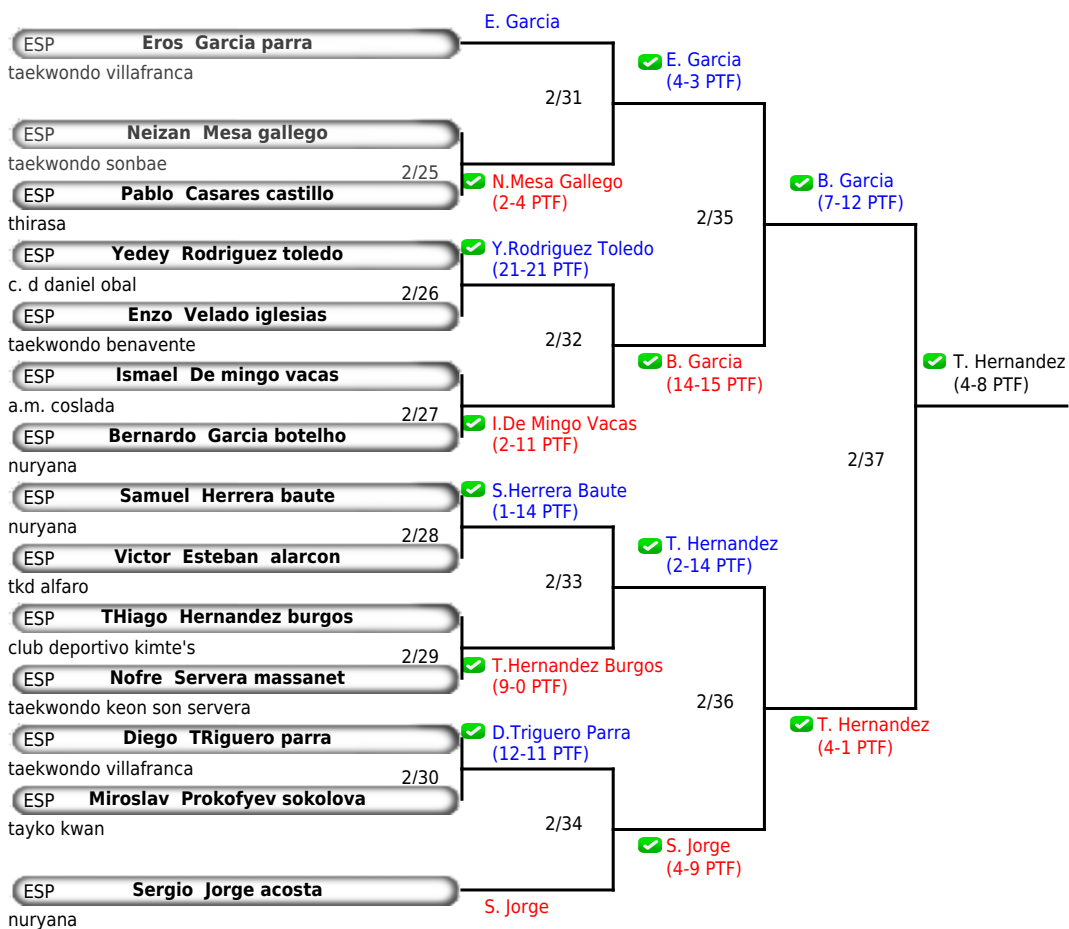 E. Garcia
ESP Eros Garcia parra
taekwondo villafranca
E. Garcia
(4-3 PTF)
2/31
ESP Neizan Mesa gallego
taekwondo sonbae
2/25
ESP Pablo Casares castillo
thirasa
N.Mesa Gallego
(2-4 PTF)
B. Garcia
(7-12 PTF)
2/35
ESP Yedey Rodriguez toledo
c. d daniel obal
Y.Rodriguez Toledo
(21-21 PTF)
2/26
ESP Enzo Velado iglesias
taekwondo benavente
2/32
B. Garcia
(14-15 PTF)
ESP Ismael De mingo vacas
a.m. coslada
2/27
ESP Bernardo Garcia botelho
nuryana
I.De Mingo Vacas
(2-11 PTF)
T. Hernandez
(4-8 PTF)
2/37
ESP Samuel Herrera baute
nuryana
S.Herrera Baute
(1-14 PTF)
2/28
ESP Victor Esteban alarcon
tkd alfaro
T. Hernandez
(2-14 PTF)
2/33
ESP THiago Hernandez burgos
club deportivo kimte's
2/29
ESP Nofre Servera massanet
taekwondo keon son servera
T.Hernandez Burgos
(9-0 PTF)
2/36
ESP Diego TRiguero parra
taekwondo villafranca
D.Triguero Parra
(12-11 PTF)
T. Hernandez
(4-1 PTF)
2/30
ESP Miroslav Prokofyev sokolova
tayko kwan
2/34
S. Jorge
(4-9 PTF)
ESP Sergio Jorge acosta
nuryana
S. Jorge